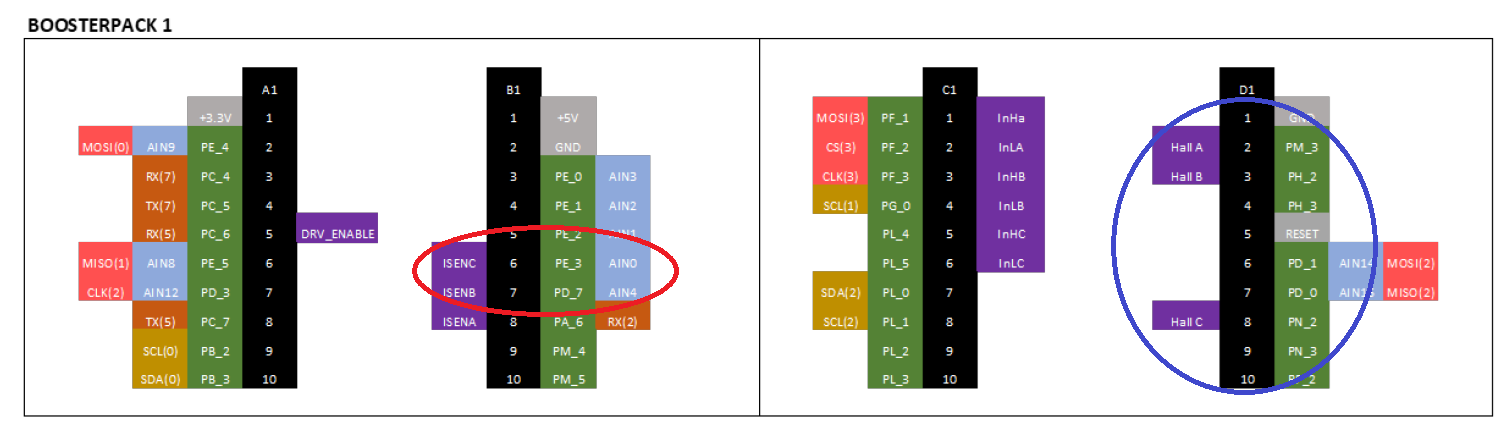 BOOSTERPACK 1
A1
+3.3V 1
MOSI(0) AIN9 PE_4 2
RX(7) PC_4 3
TX(7) PC_5 4
RX(5) PC_6 5 DRV_ENABLE
MISO(1) AIN8 PE_5 6
CLK(2) AIN12 PD_3 7
TX(5) PC_7 8
SCL(0) PB_2 9
SDA(0) PB_3 10
B1
1 +5V
2 GND
3 PE_0 AIN3
4 PE_1 AIN2
5 PE_2 AIN1
ISENC 6 PE_3 AIN0
ISENB 7 PD_7 AIN4
ISENA 8 PA_6 RX(2)
9 PM_4
10 PM_5
C1
MOSI(3) PF_1 1 InHa
CS(3) PF_2 2 InLA
CLK(3) PF_3 3 InHB
SCL(1) PG_0 4 InLB
PL_4 5 InHC
PL_5 6 InLC
SDA(2) PL_0 7
SCL(2) PL_1 8
PL_2 9
PL_3 10
D1
1 GND
Hall A 2 PM_3
Hall B 3 PH_2
4 PH_3
5 RESET
6 PD_1 AIN14 MOSI(2)
7 PD_0 AIN15 MISO(2)
Hall C 8 PN_2
9 PN_3
10